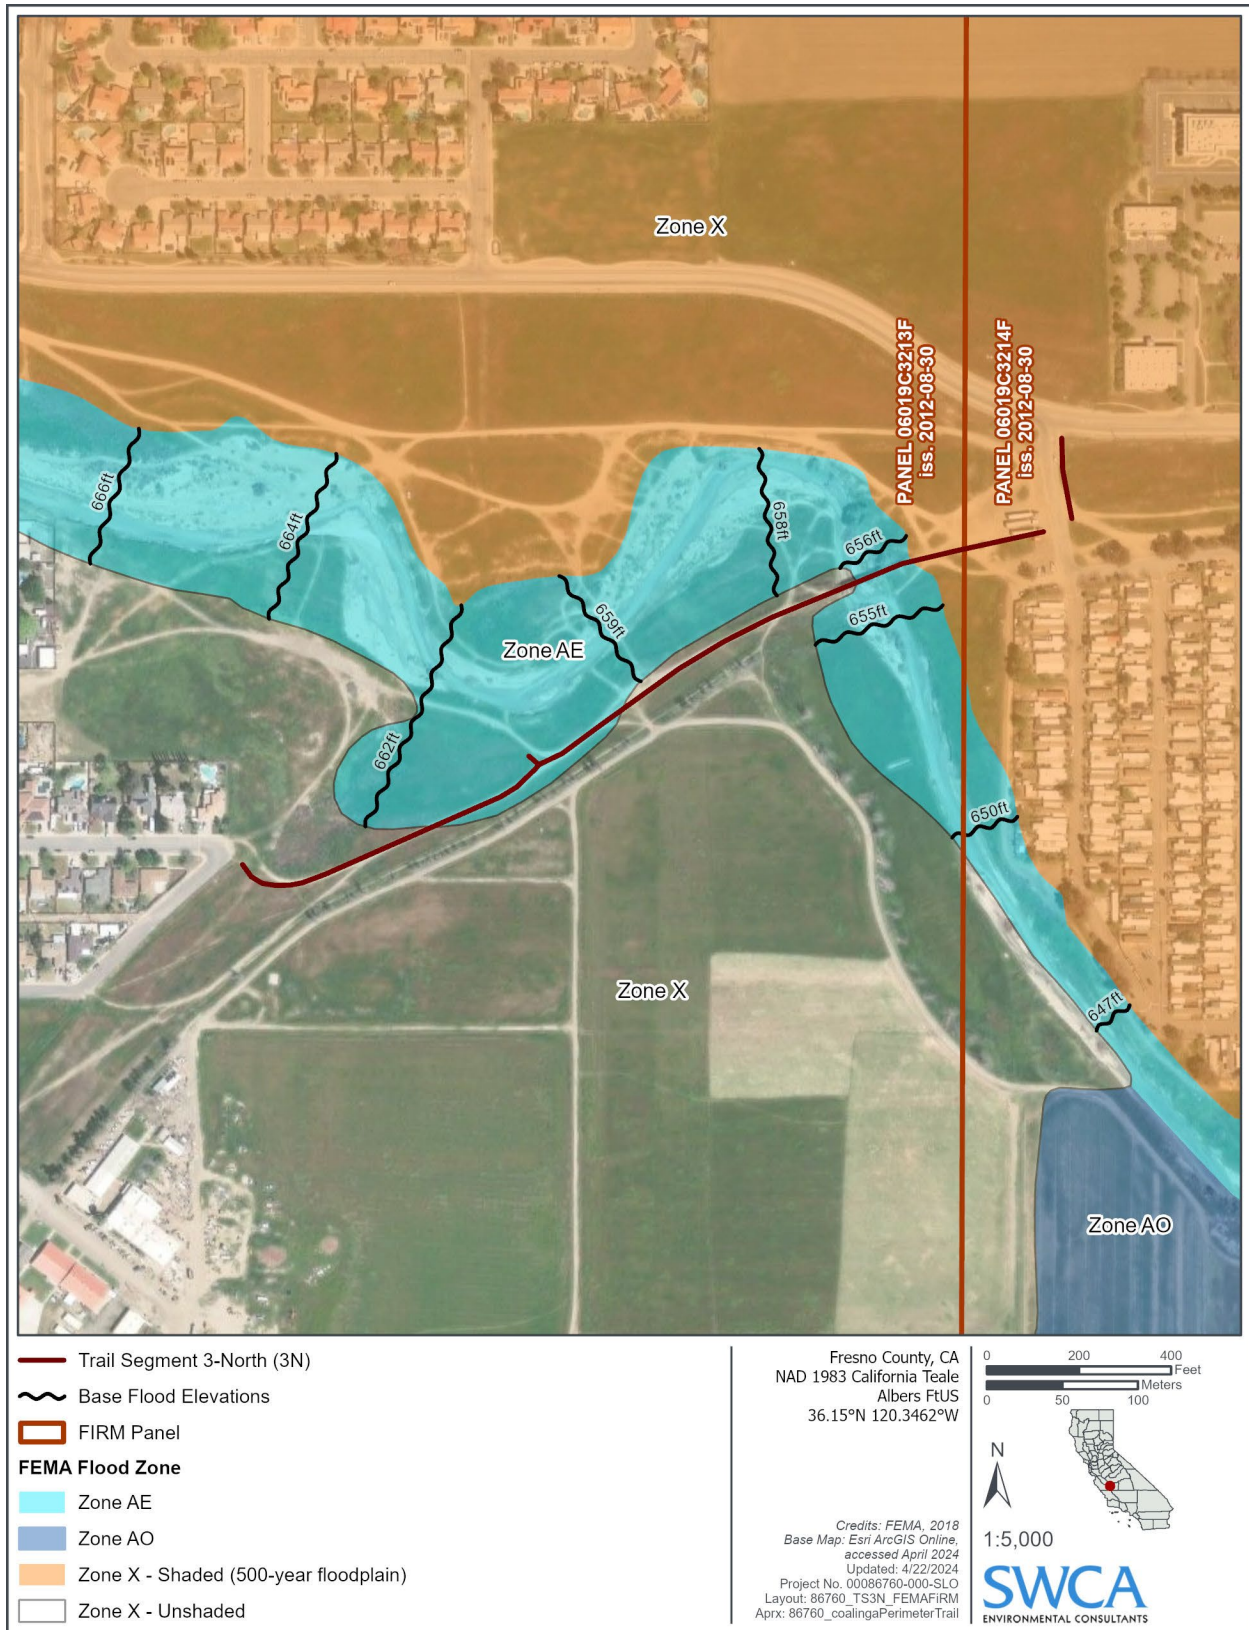 Zone X
PANEL 06019C3213F
iss. 2012-08-30
PANEL 06019C3214F
iss. 2012-08-30
666ft
664ft
658ft
656ft
659ft
655ft
Zone AE
662ft
650ft
Zone X
647ft
Zone AO
Trail Segment 3-North (3N)
Base Flood Elevations
FIRM Panel
FEMA Flood Zone
Zone AE
Zone AO
Zone X - Shaded (500-year floodplain)
Zone X - Unshaded
Fresno County, CA
NAD 1983 California Teale
Albers FtUS
36.15°N 120.3462°W
Credits: FEMA, 2018
Base Map: Esri ArcGIS Online,
accessed April 2024
Updated: 4/22/2024
Project No. 00086760-000-SLO
Layout: 86760_TS3N_FEMAFiRM
Aprx: 86760_coalingaPerimeterTrail
0 200 400
Feet
Meters
0 50 100
N
1:5,000
SWCA
ENVIRONMENTAL CONSULTANTS